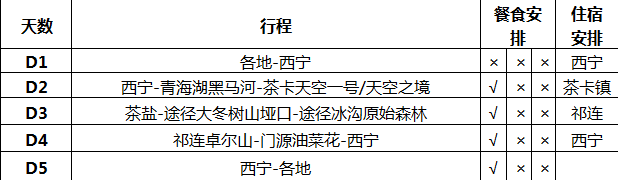 天数 行程 餐食安排 住宿安排
D1 各地-西宁 × × × 西宁
D2 西宁-青海湖黑马河-茶卡天空一号/天空之境 √ × × 茶卡镇
D3 茶盐-途径大冬树山垭口-途径冰沟原始森林 √ × × 祁连
D4 祁连卓尔山-门源油菜花-西宁 √ × × 西宁
D5 西宁-各地 √ × ×